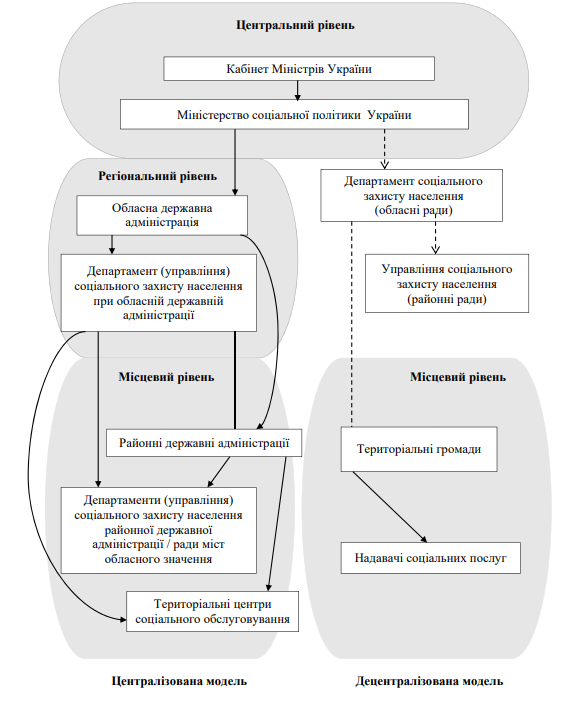 Центральний рівень
Кабінет Міністрів України
Міністерство соціальної політики України
Регіональний рівень
Обласна державна
адміністрація
Департамент (управління)
соціального захисту населення
при обласній державній
адміністрації
Департамент соціального
захисту населення
(обласні ради)
Управління соціального
захисту населення
(районні ради)
Місцевий рівень
Районні державні адміністрації
Департаменти (управління)
соціального захисту населення
районної державної
адміністрації / ради міст
обласного значення
Територіальні центри
соціального обслуговування
Місцевий рівень
Територіальні громади
Надавачі соціальних послуг
Централізована модель
Децентралізована модель